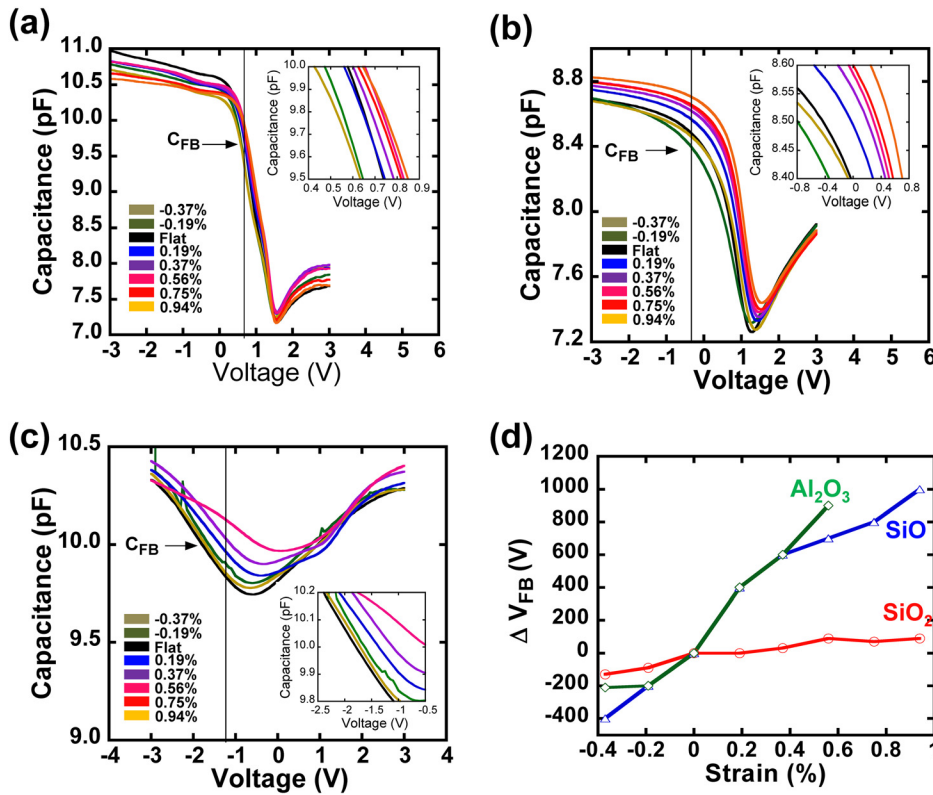 (a)
Capacitance (pF)
11.0
10.5
10.0
9.5
9.0
8.5
8.0
7.5
7.0
C_FB
-0.37%
-0.19%
Flat
0.19%
0.37%
0.56%
0.75%
0.94%
-3 -2 -1 0 1 2 3 4 5 6
Voltage (V)
Capacitance (pF)
10.0
9.9
9.8
9.7
9.6
9.5
0.4 0.5 0.6 0.7 0.8 0.9
Voltage (V)
(b)
Capacitance (pF)
8.8
8.4
8.0
7.6
7.2
C_FB
-0.37%
-0.19%
Flat
0.19%
0.37%
0.56%
0.75%
0.94%
-3 -2 -1 0 1 2 3 4 5 6
Voltage (V)
Capacitance (pF)
8.60
8.55
8.50
8.45
8.40
-0.8 -0.4 0 0.4 0.8
Voltage (V)
(c)
Capacitance (pF)
10.5
10.0
9.5
9.0
C_FB
-0.37%
-0.19%
Flat
0.19%
0.37%
0.56%
0.75%
0.94%
-4 -3 -2 -1 0 1 2 3 4
Voltage (V)
Capacitance (pF)
10.2
10.1
10.0
9.9
9.8
-2.5 -2 -1.5 -1 -0.5
Voltage (V)
(d)
Δ V_FB (V)
1000
800
600
400
200
0
-200
-400
Al₂O₃
SiO
SiO₂
-0.4 -0.2 0 0.2 0.4 0.6 0.8 1
Strain (%)